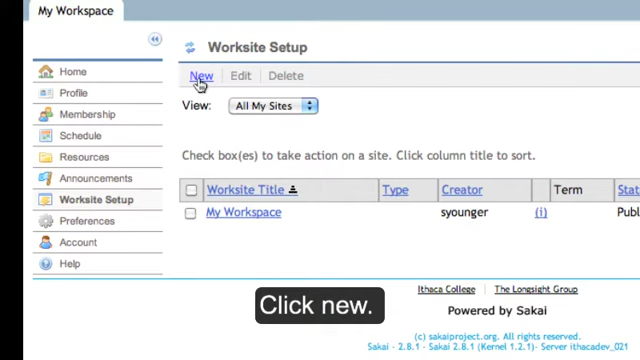 My Workspace
Worksite Setup
Home
New Edit Delete
Profile
View: All My Sites
Membership
Schedule
Resources
Check box(es) to take action on a site. Click column title to sort.
Announcements
Worksite Title Type Creator Term
Worksite Setup
My Workspace syounger (i)
Preferences
Account
Help
Ithaca College The Longsight Group
Click new.
Powered by Sakai
(c) sakaiproject.org. All rights reserved.
Sakai - 2.8.1 - Sakai 2.8.1 (Kernel 1.2.1)- Server ithacadev_021